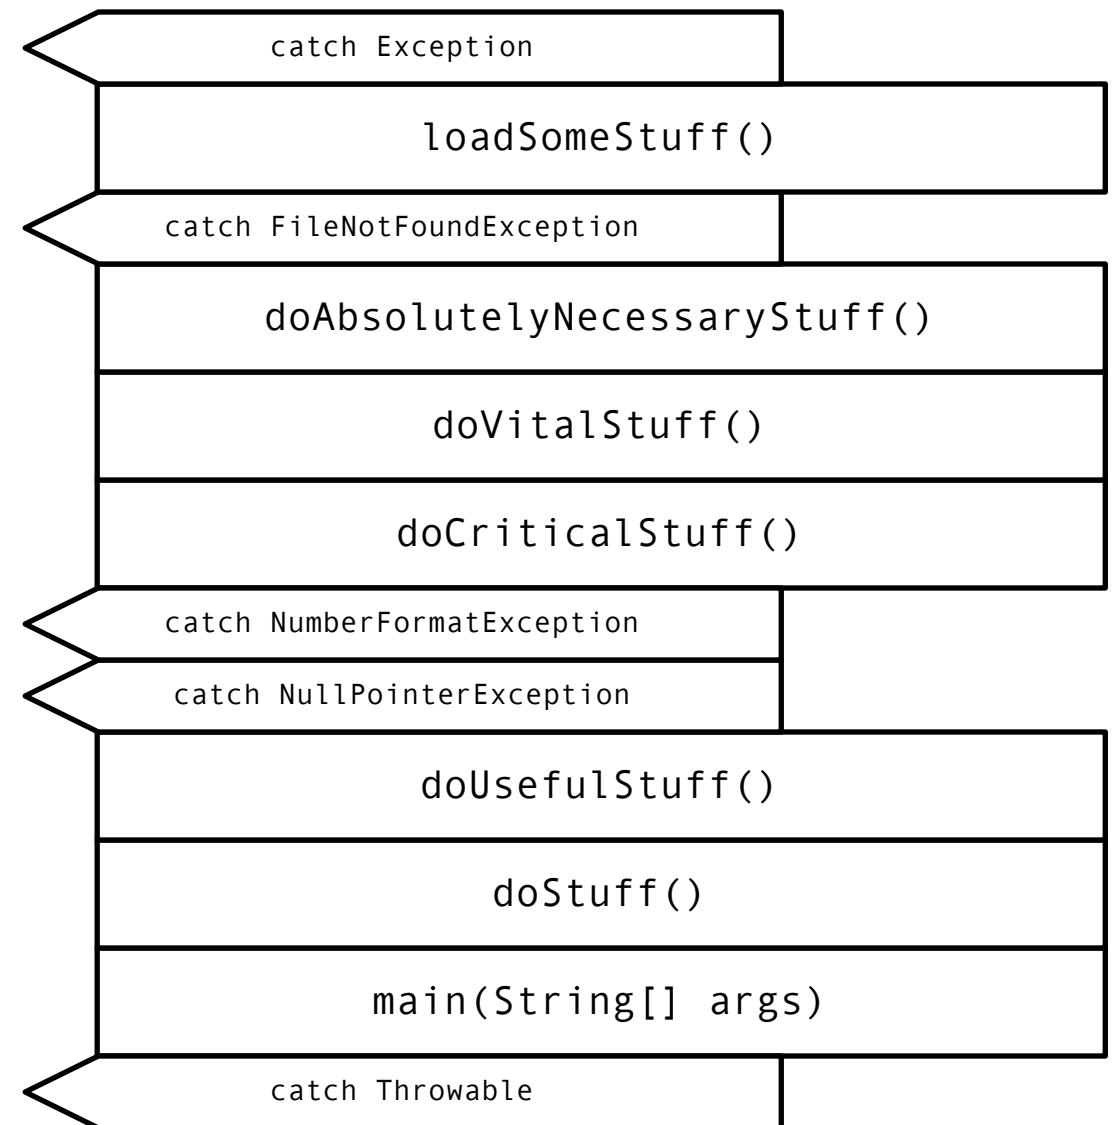 catch Exception
loadSomeStuff()
catch FileNotFoundException
doAbsolutelyNecessaryStuff()
doVitalStuff()
doCriticalStuff()
catch NumberFormatException
catch NullPointerException
doUsefulStuff()
doStuff()
main(String[] args)
catch Throwable